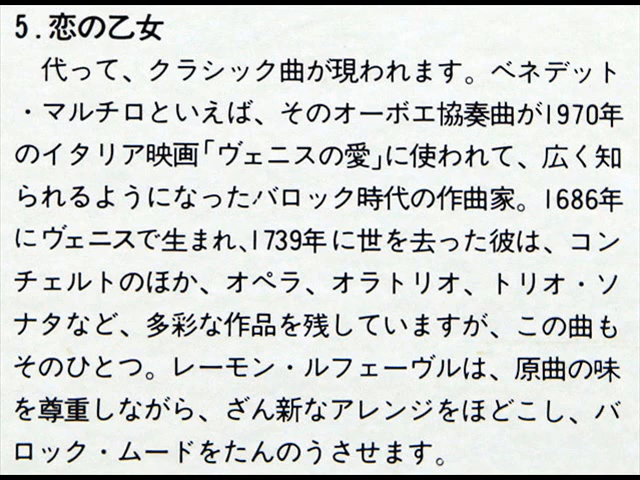 5.恋の乙女
代って、クラシック曲が現われます。ベネデット
・マルチロといえば、そのオーボエ協奏曲が1970年
のイタリア映画「ヴェニスの愛」に使われて、広く知
られるようになったバロック時代の作曲家。1686年
にヴェニスで生まれ、1739年に世を去った彼は、コン
チェルトのほか、オペラ、オラトリオ、トリオ・ソ
ナタなど、多彩な作品を残していますが、この曲も
そのひとつ。レーモン・ルフェーヴルは、原曲の味
を尊重しながら、ざん新なアレンジをほどこし、バ
ロック・ムードをたんのうさせます。